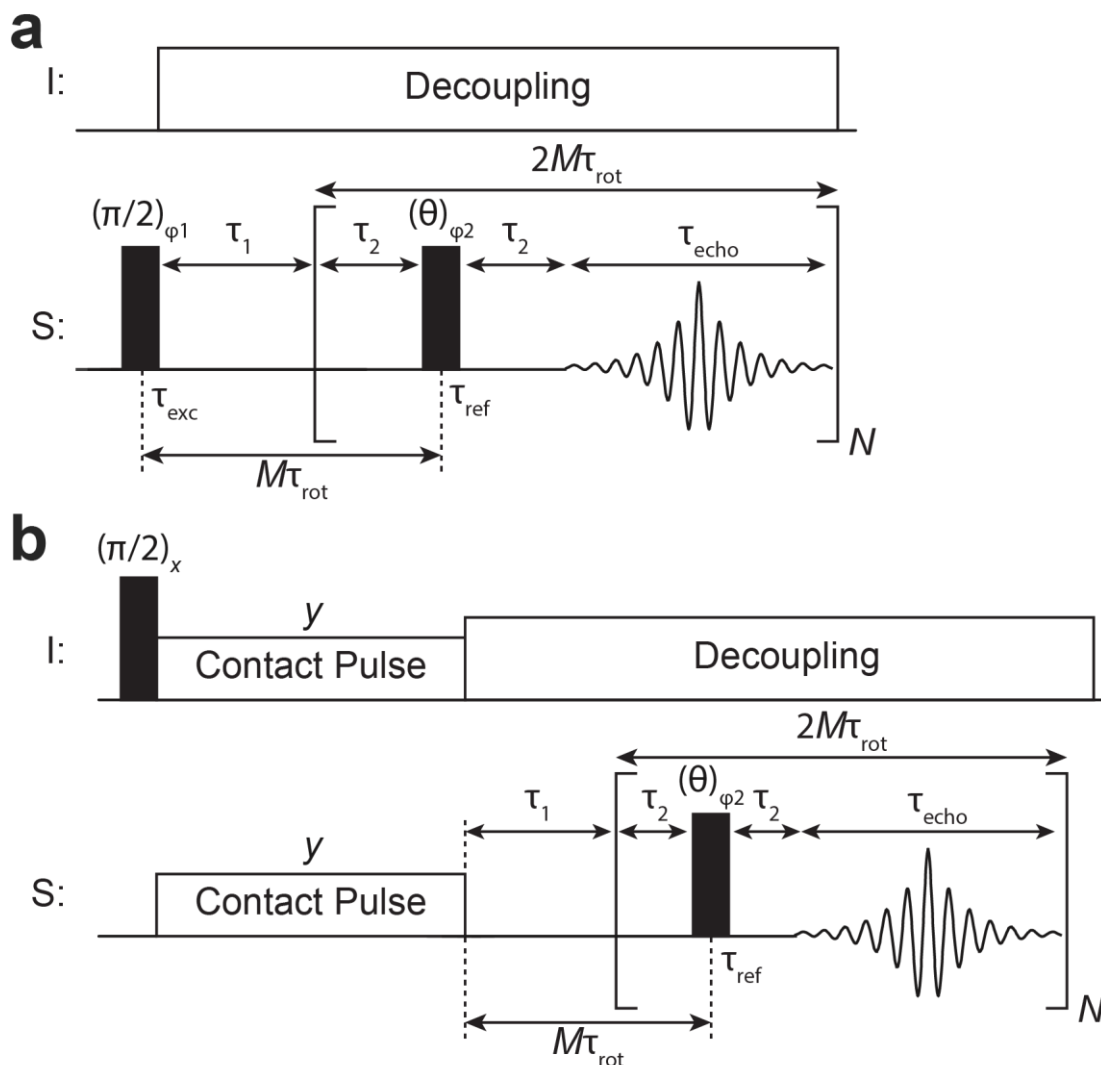 a
I:
Decoupling
2Mτrot
(π/2)φ1
τ1
τ2
(θ)φ2
τ2
τecho
S:
τexc
τref
N
Mτrot
b
(π/2)x
y
I:
Contact Pulse
Decoupling
2Mτrot
(θ)φ2
τ1
τ2
τ2
τecho
y
S:
Contact Pulse
τref
N
Mτrot